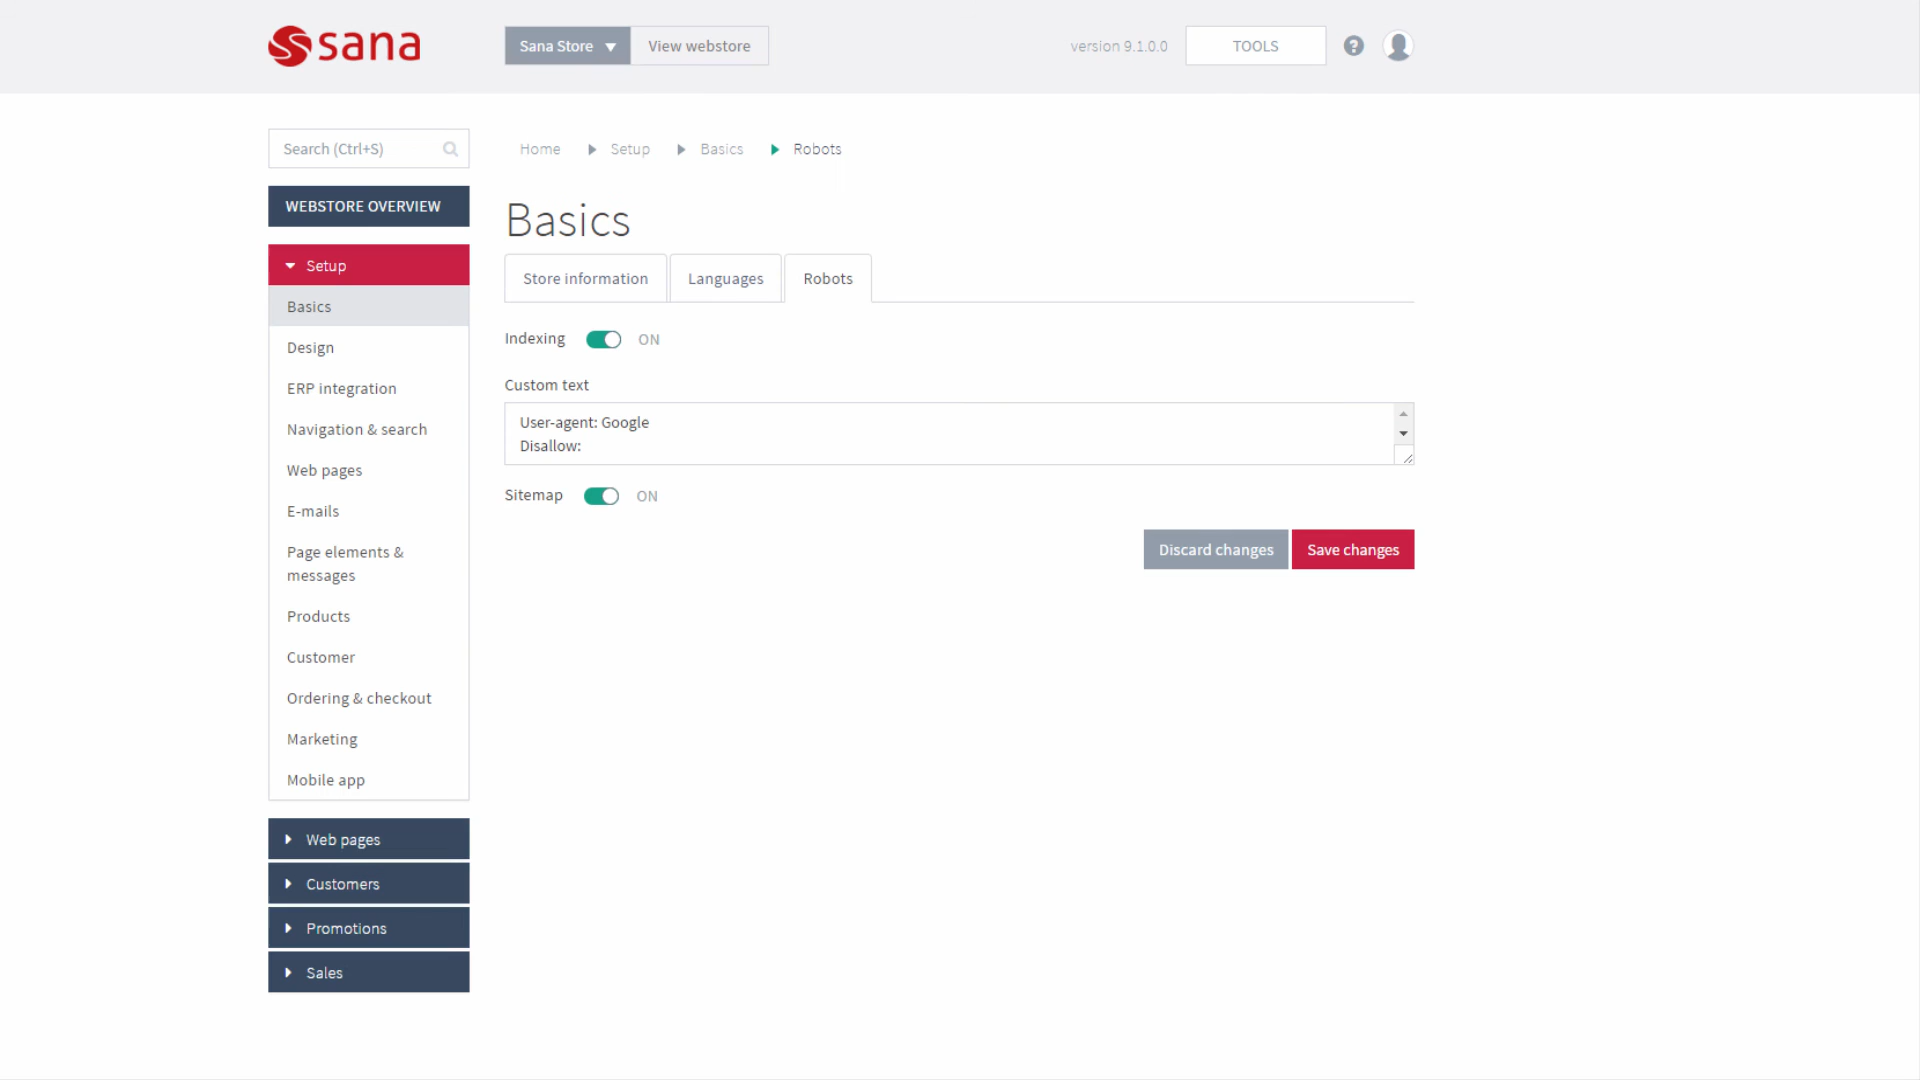 sana
Sana Store
View webstore
version 9.1.0.0
TOOLS
?
Search (Ctrl+S)
Home
Setup
Basics
Robots
WEBSTORE OVERVIEW
Basics
Setup
Store information
Languages
Robots
Basics
Indexing
ON
Design
Custom text
ERP integration
User-agent: Google
Disallow:
Navigation & search
Web pages
Sitemap
ON
E-mails
Discard changes
Save changes
Page elements &
messages
Products
Customer
Ordering & checkout
Marketing
Mobile app
Web pages
Customers
Promotions
Sales